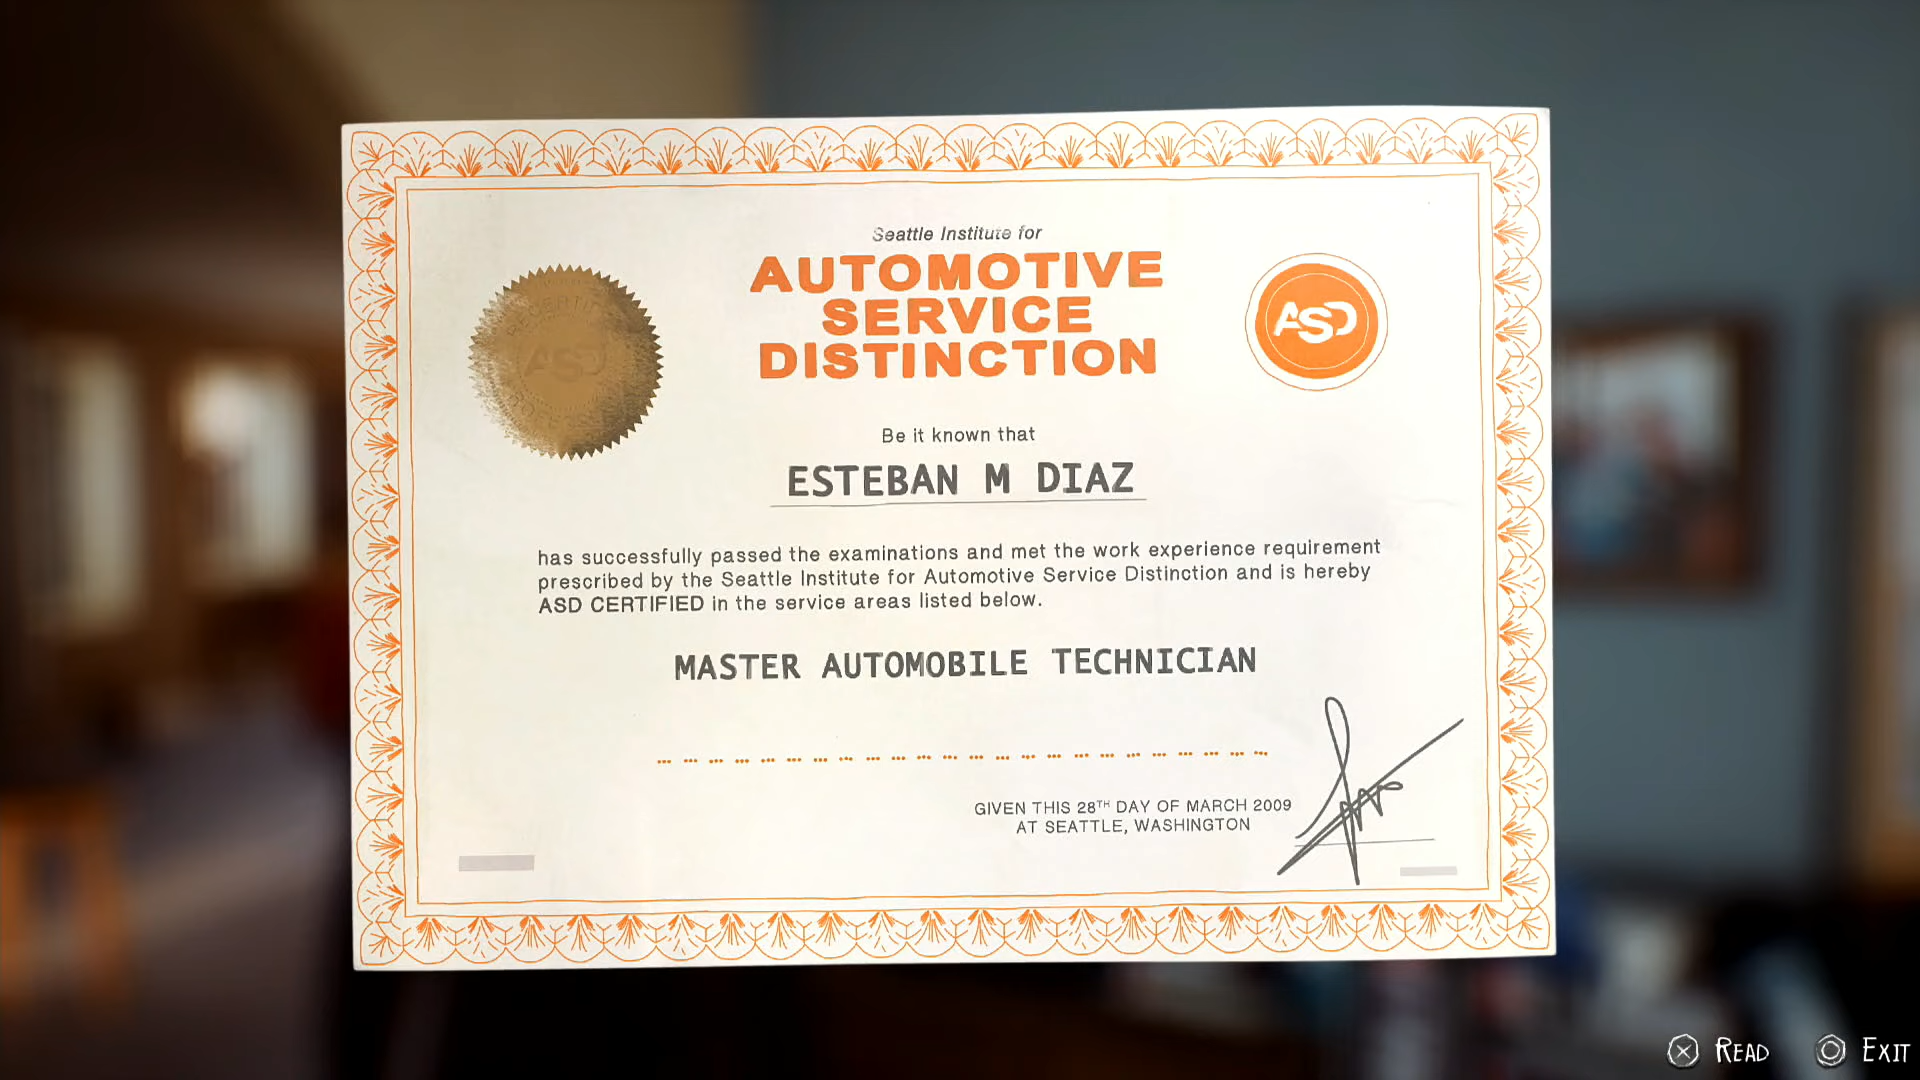 Seattle Institute for
AUTOMOTIVE
SERVICE
DISTINCTION
ASD
ASD
Be it known that
ESTEBAN M DIAZ
has successfully passed the examinations and met the work experience requirement
prescribed by the Seattle Institute for Automotive Service Distinction and is hereby
ASD CERTIFIED in the service areas listed below.
MASTER AUTOMOBILE TECHNICIAN
GIVEN THIS 28TH DAY OF MARCH 2009
AT SEATTLE, WASHINGTON
READ
EXIT